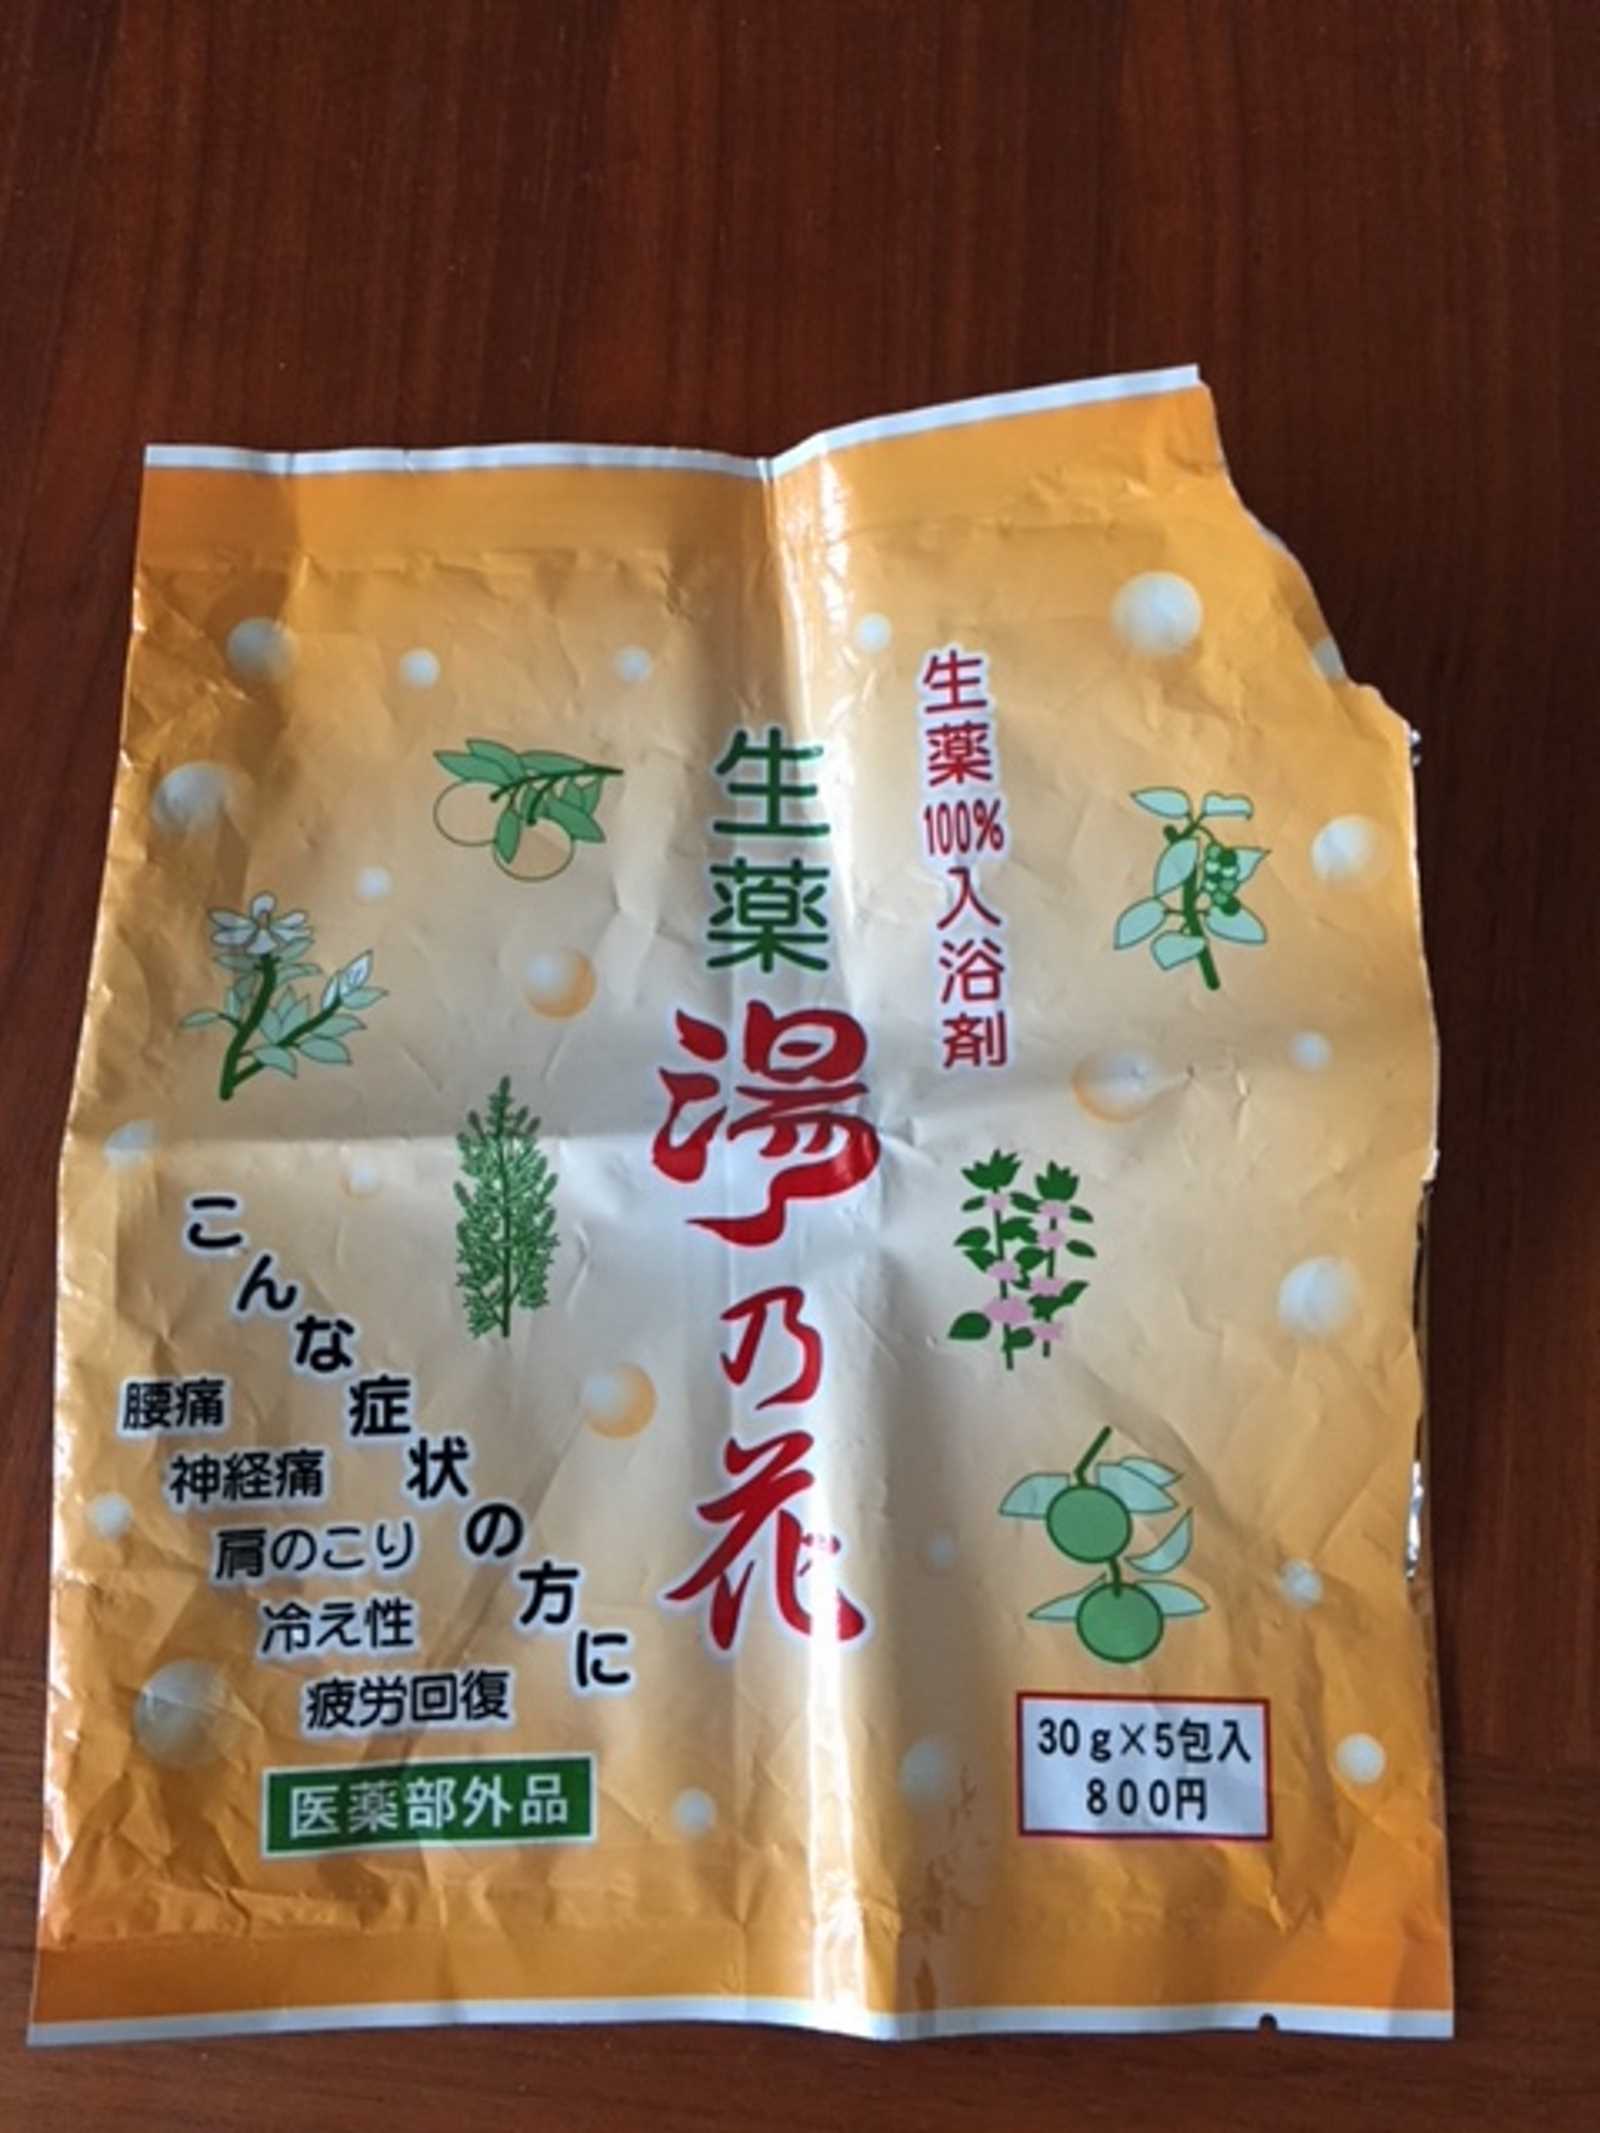 生薬100%入浴剤
生薬
湯乃花
こんな症状の方に
腰痛
神経痛
肩のこり
冷え性
疲労回復
医薬部外品
30g×5包入
800円